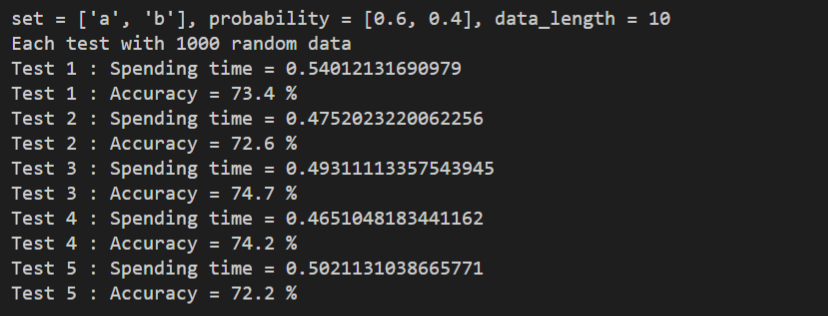 set = ['a', 'b'], probability = [0.6, 0.4], data_length = 10
Each test with 1000 random data
Test 1 : Spending time = 0.54012131690979
Test 1 : Accuracy = 73.4 %
Test 2 : Spending time = 0.4752023220062256
Test 2 : Accuracy = 72.6 %
Test 3 : Spending time = 0.49311113357543945
Test 3 : Accuracy = 74.7 %
Test 4 : Spending time = 0.4651048183441162
Test 4 : Accuracy = 74.2 %
Test 5 : Spending time = 0.5021131038665771
Test 5 : Accuracy = 72.2 %